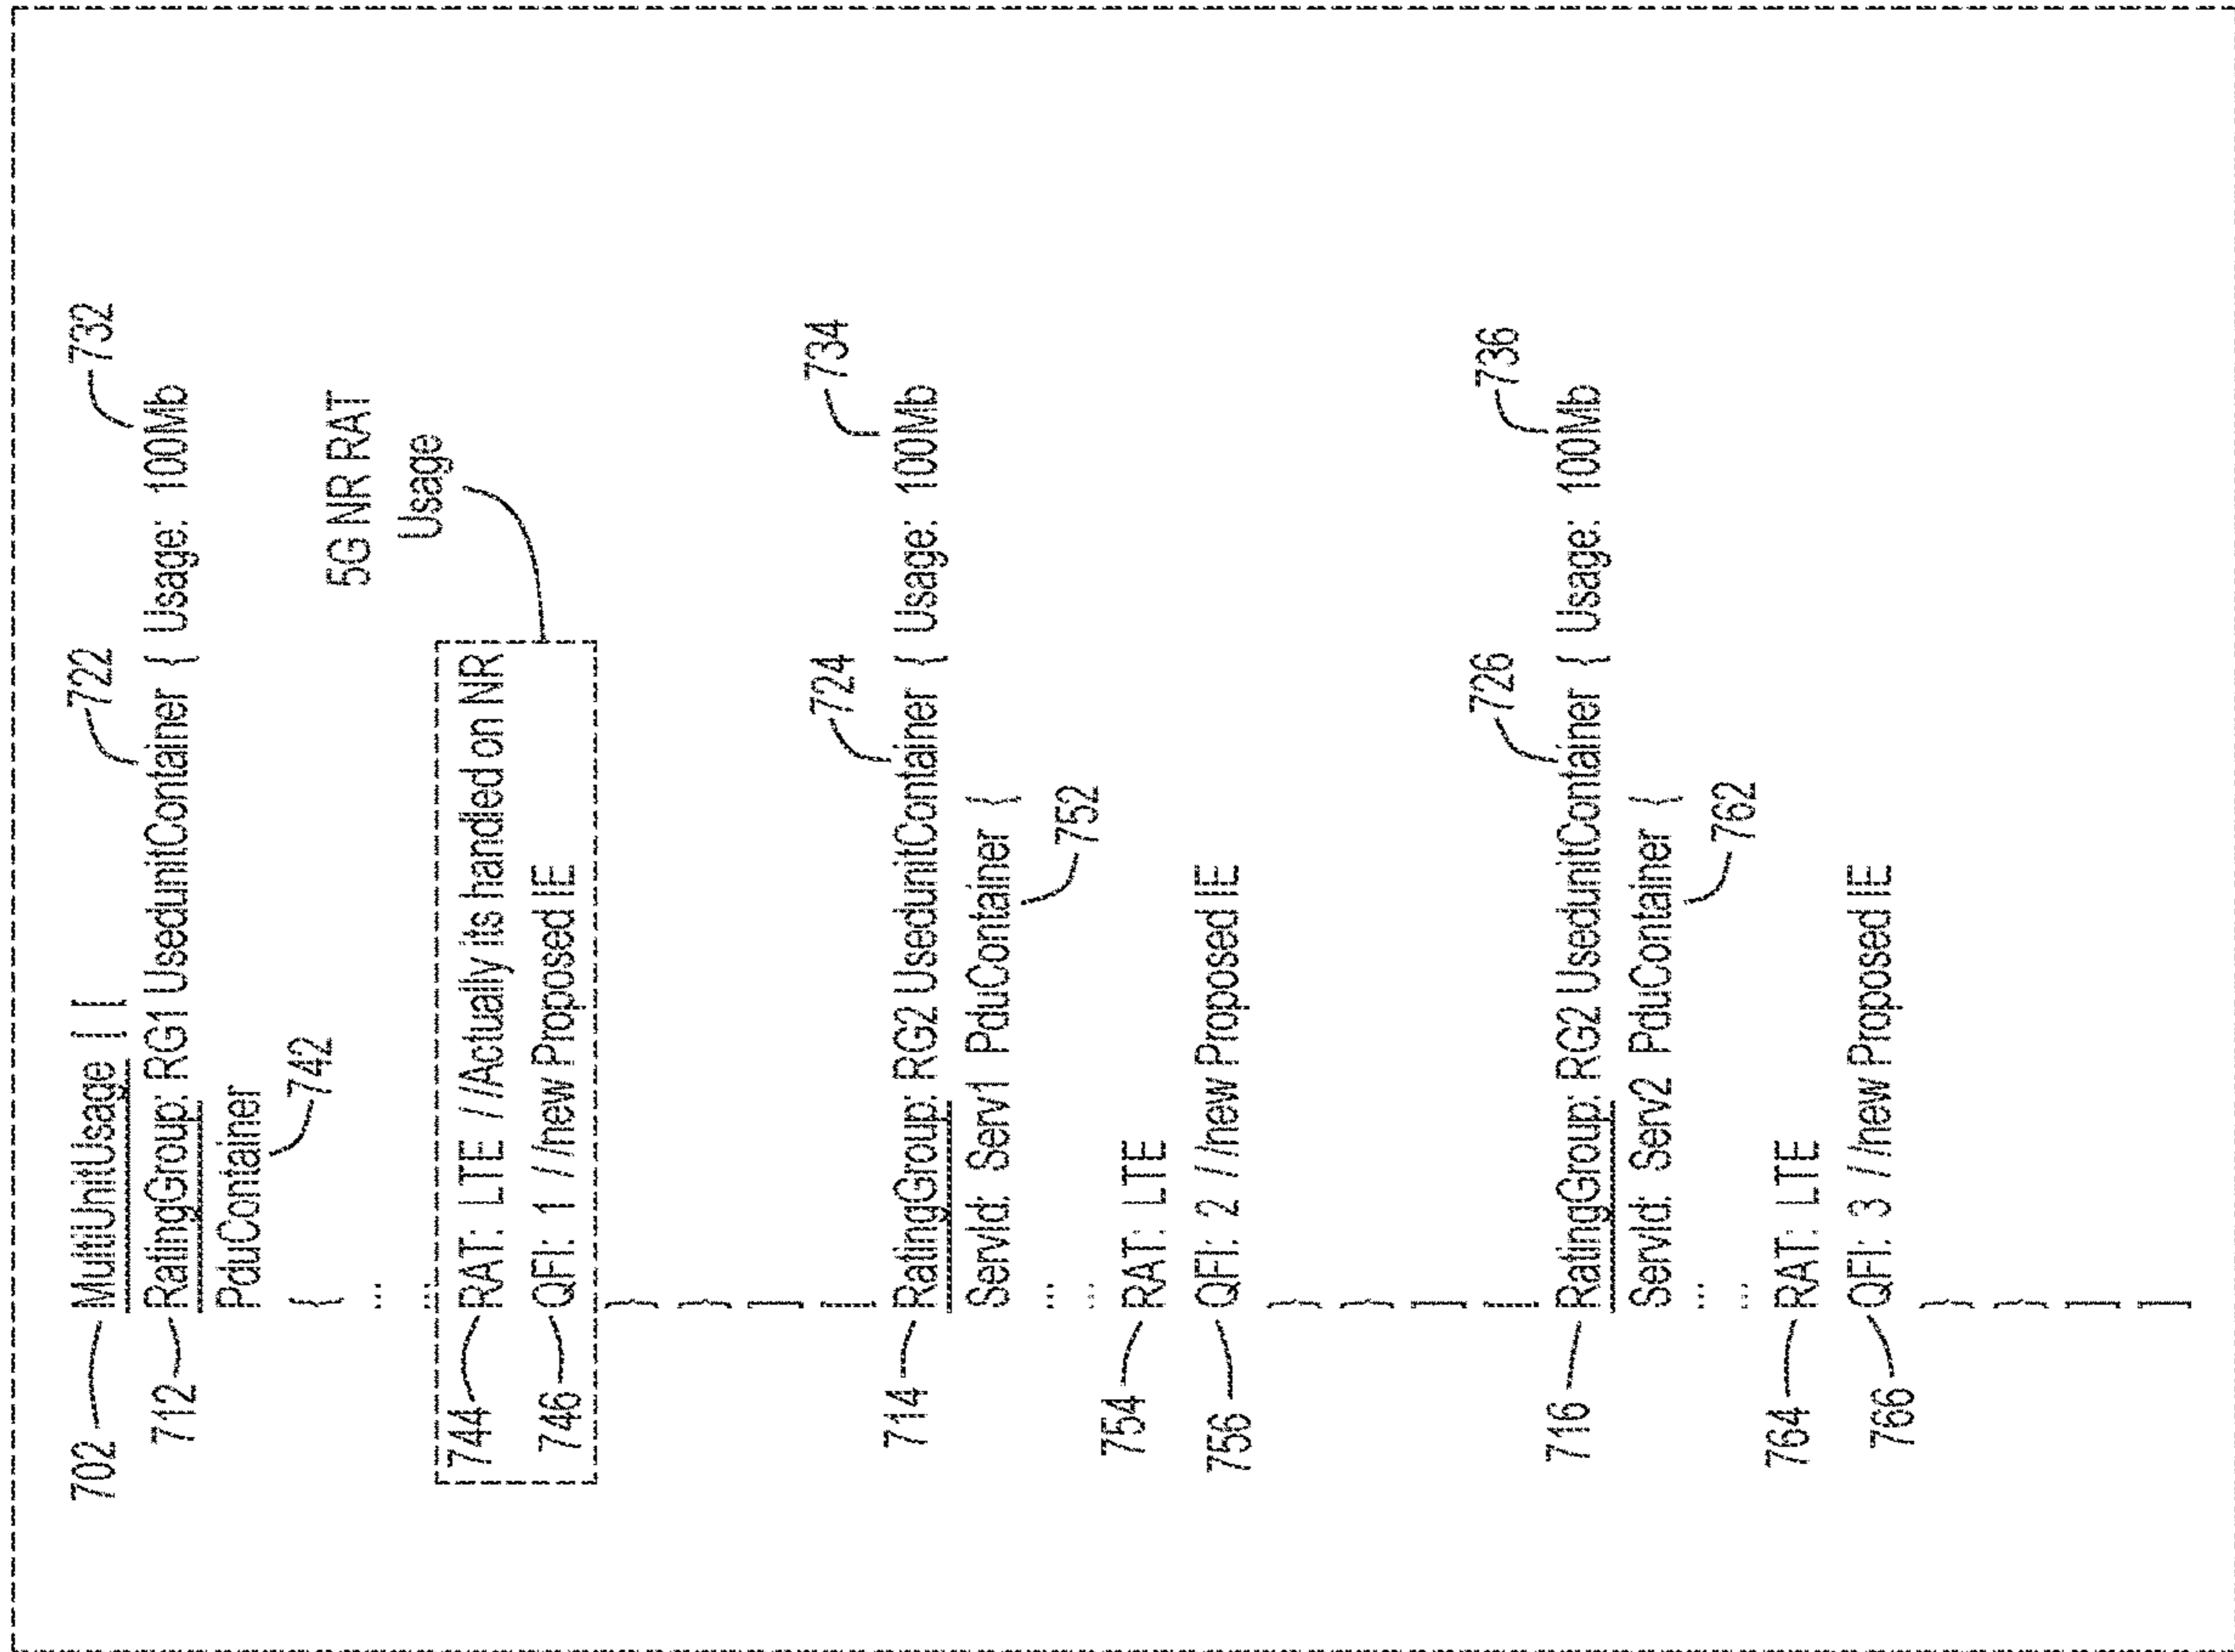 702 MultiUnitUsage [ [
722
732
712 RatingGroup: RG1 UsedunitContainer { Usage: 100Mb
PduContainer
742
{
...
...
5G NR RAT
Usage
744 RAT: LTE //Actually its handed on NR
746 QFI: 1 //new Proposed IE
}
}
]
[
724
734
714 RatingGroup: RG2 UsedunitContainer { Usage: 100Mb
ServId: Serv1 PduContainer {
752
...
...
754 RAT: LTE
756 QFI: 2 //new Proposed IE
}
}
]
[
726
736
716 RatingGroup: RG2 UsedunitContainer { Usage: 100Mb
ServId: Serv2 PduContainer {
762
...
...
764 RAT: LTE
766 QFI: 3 //new Proposed IE
}
}
]
]